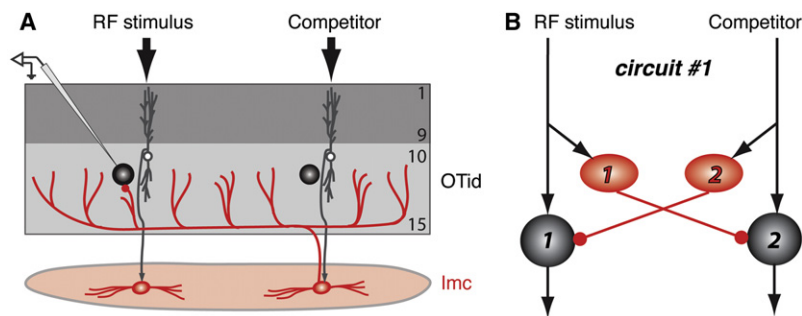 A
RF stimulus
Competitor
1
9
10
15
OTid
Imc
B
RF stimulus
Competitor
circuit #1
1
2
1
2